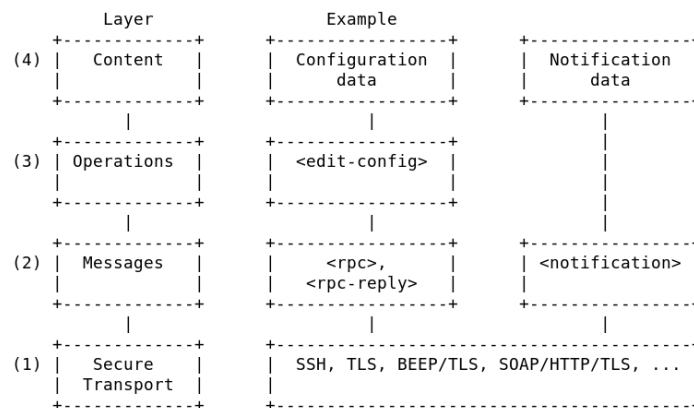 Layer Example
(4) Content Configuration Notification
data data
(3) Operations <edit-config>
(2) Messages <rpc>, <notification>
<rpc-reply>
(1) Secure SSH, TLS, BEEP/TLS, SOAP/HTTP/TLS, ...
Transport